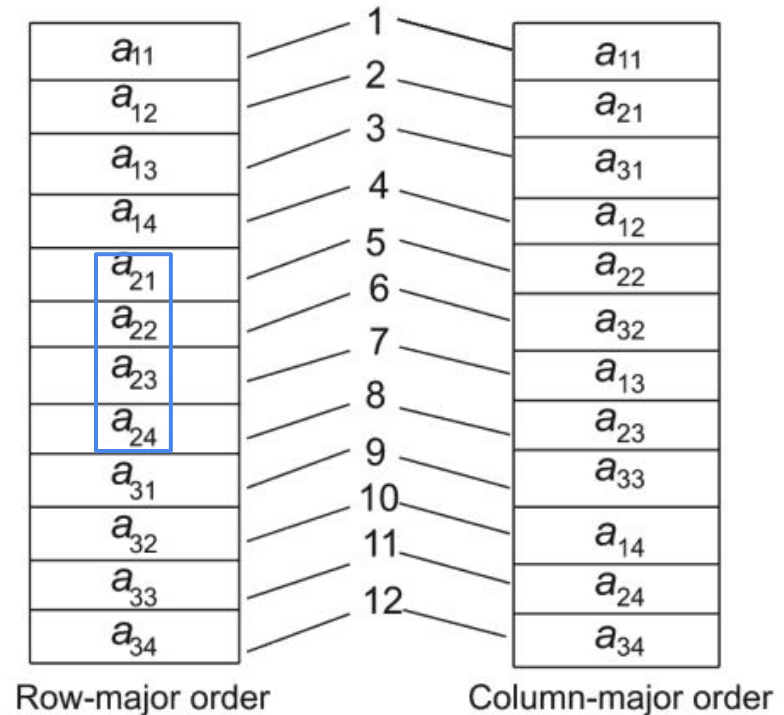 a11 1 a11
a12 2 a21
a13 3 a31
a14 4 a12
a21 5 a22
a22 6 a32
a23 7 a13
a24 8 a23
a31 9 a33
a32 10 a14
a33 11 a24
a34 12 a34
Row-major order Column-major order